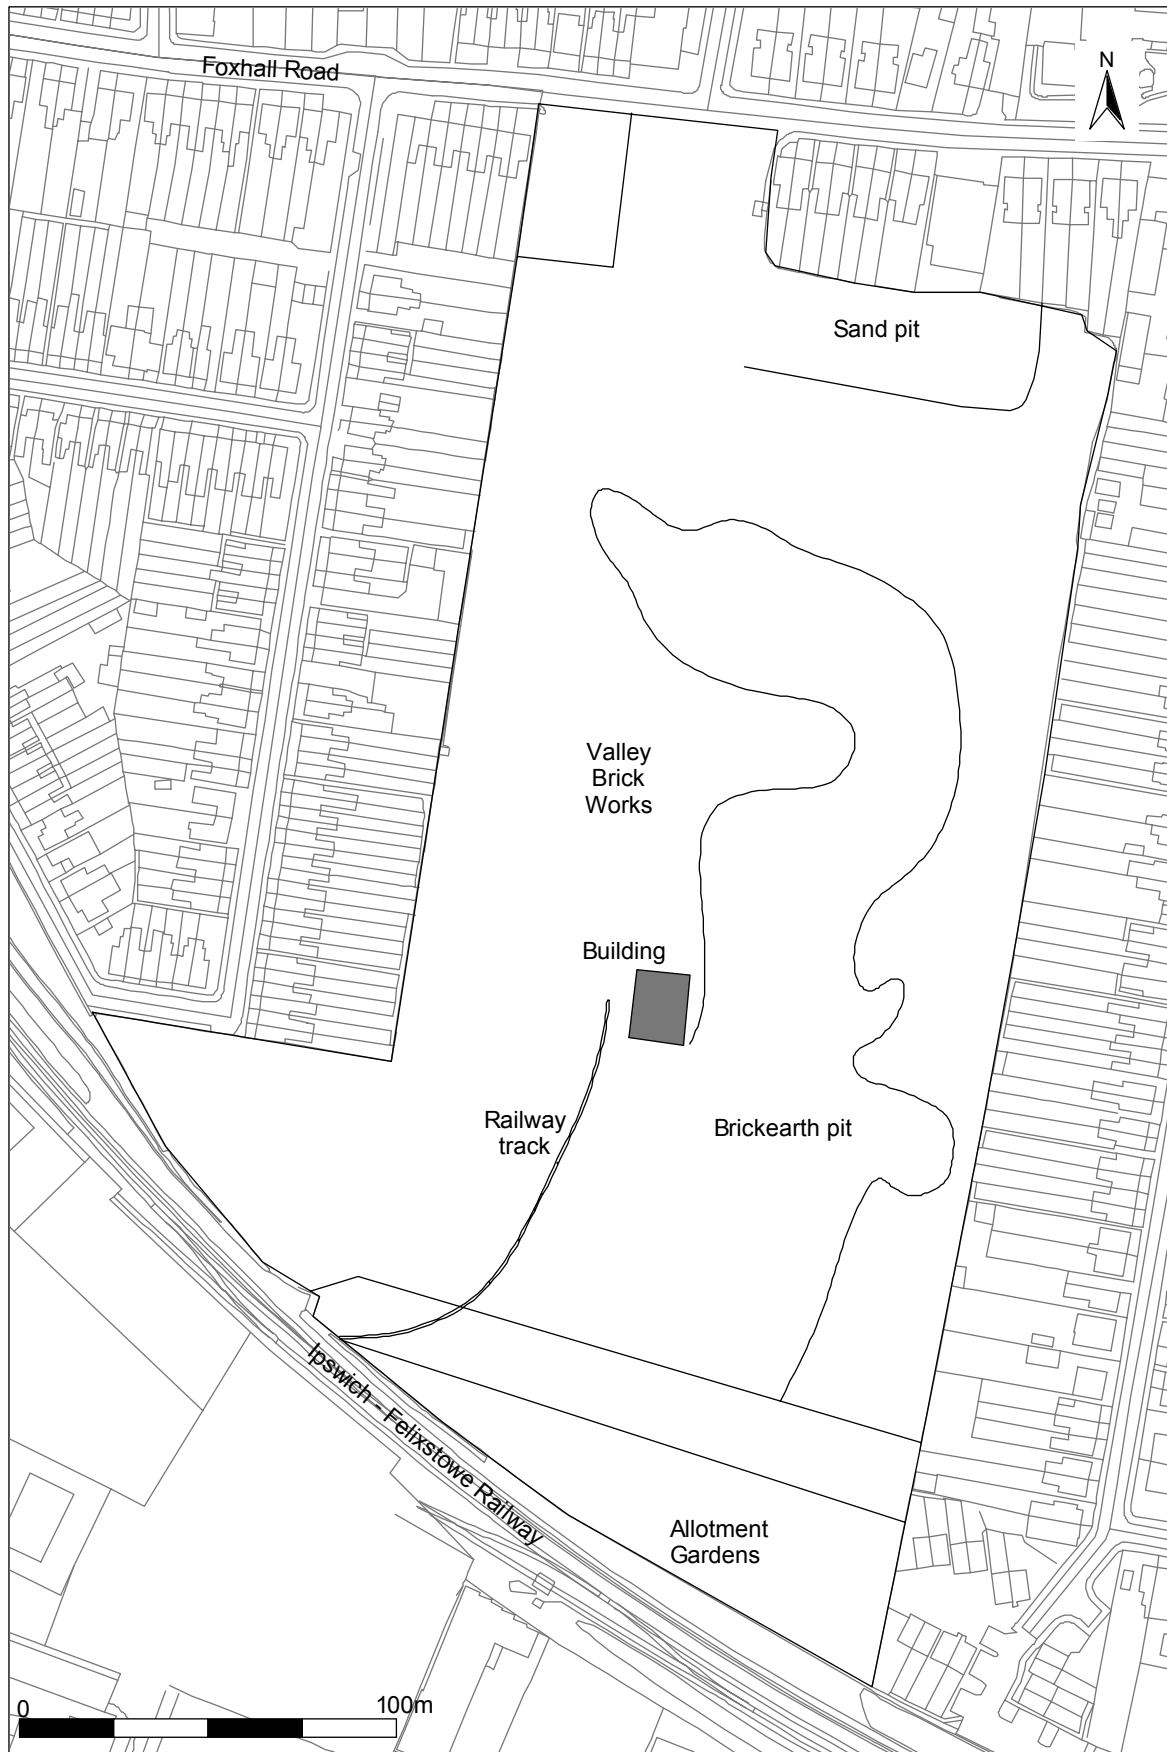 Foxhall Road
N
Sand pit
Valley
Brick
Works
Building
Railway
track
Brickearth pit
Ipswich - Felixstowe Railway
Allotment
Gardens
0
100m